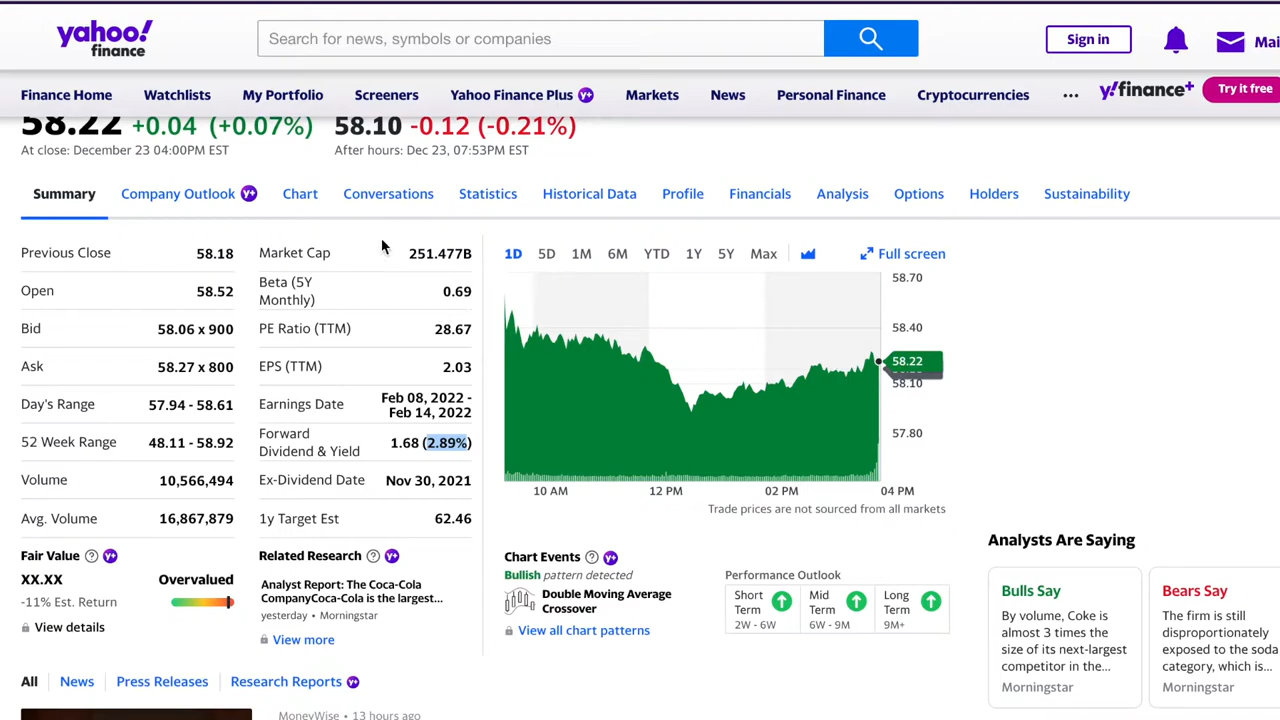 yahoo!
finance
Search for news, symbols or companies
Sign in
Mai
Finance Home
Watchlists
My Portfolio
Screeners
Yahoo Finance Plus Y+
Markets
News
Personal Finance
Cryptocurrencies
...
y!finance+
Try it free
58.22 +0.04 (+0.07%)
At close: December 23 04:00PM EST
58.10 -0.12 (-0.21%)
After hours: Dec 23, 07:53PM EST
Summary
Company Outlook Y+
Chart
Conversations
Statistics
Historical Data
Profile
Financials
Analysis
Options
Holders
Sustainability
Previous Close 58.18
Open 58.52
Bid 58.06 x 900
Ask 58.27 x 800
Day's Range 57.94 - 58.61
52 Week Range 48.11 - 58.92
Volume 10,566,494
Avg. Volume 16,867,879
Market Cap 251.477B
Beta (5Y
Monthly) 0.69
PE Ratio (TTM) 28.67
EPS (TTM) 2.03
Earnings Date Feb 08, 2022 -
Feb 14, 2022
Forward
Dividend & Yield 1.68 (2.89%)
Ex-Dividend Date Nov 30, 2021
1y Target Est 62.46
Fair Value ? Y+
XX.XX Overvalued
-11% Est. Return
View details
Related Research ? Y+
Analyst Report: The Coca-Cola
CompanyCoca-Cola is the largest...
yesterday • Morningstar
View more
1D 5D 1M 6M YTD 1Y 5Y Max
Full screen
58.70
58.40
58.22
58.10
57.80
10 AM 12 PM 02 PM 04 PM
Trade prices are not sourced from all markets
Chart Events ? Y+
Bullish pattern detected
Double Moving Average
Crossover
View all chart patterns
Performance Outlook
Short
Term
2W - 6W
Mid
Term
6W - 9M
Long
Term
9M+
Analysts Are Saying
Bulls Say
By volume, Coke is
almost 3 times the
size of its next-largest
competitor in the...
Morningstar
Bears Say
The firm is still
disproportionately
exposed to the soda
category, which is...
Morningstar
All
News
Press Releases
Research Reports Y+
MoneyWise • 13 hours ago